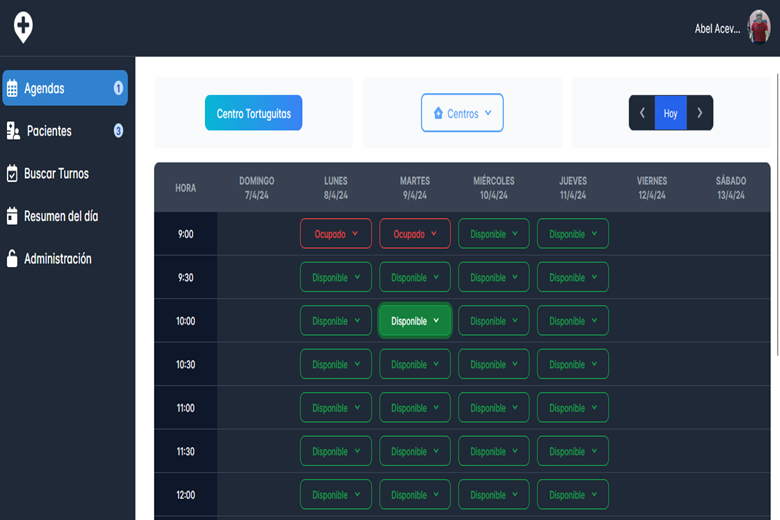 Abel Acev...
Agendas 1
Pacientes 3
Buscar Turnos
Resumen del día
Administración
Centro Tortuguitas
Centros
Hoy
HORA DOMINGO 7/4/24 LUNES 8/4/24 MARTES 9/4/24 MIÉRCOLES 10/4/24 JUEVES 11/4/24 VIERNES 12/4/24 SÁBADO 13/4/24
9:00 Ocupado Ocupado Disponible Disponible
9:30 Disponible Disponible Disponible Disponible
10:00 Disponible Disponible Disponible Disponible
10:30 Disponible Disponible Disponible Disponible
11:00 Disponible Disponible Disponible Disponible
11:30 Disponible Disponible Disponible Disponible
12:00 Disponible Disponible Disponible Disponible